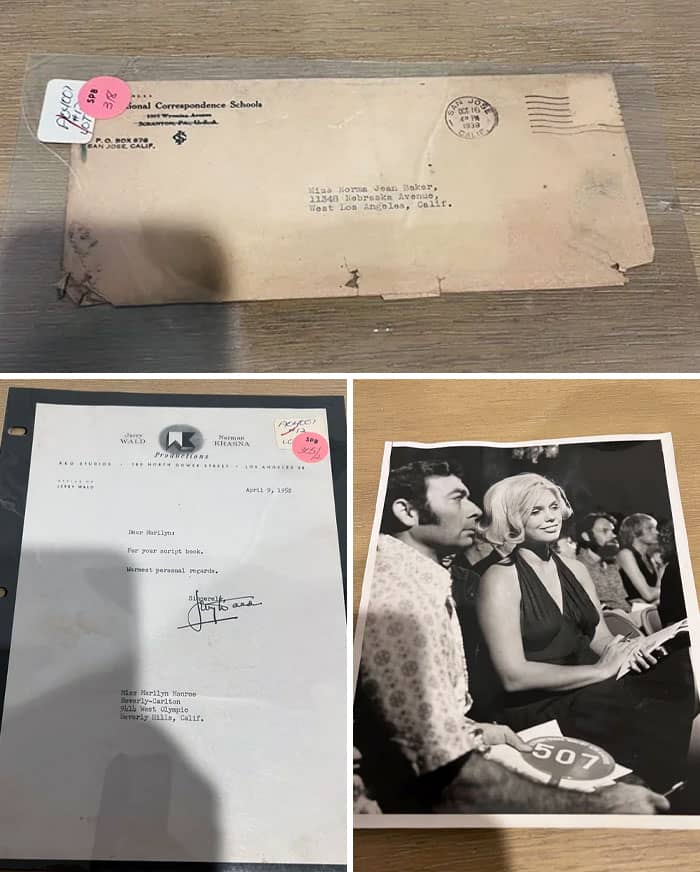 SPB
318
ional Correspondence Schools
SCRANTON, PA., U.S.A.
P. O. BOX 876
SAN JOSE, CALIF.
SAN JOSE
CALIF.
Miss Norma Jean Baker,
11348 Nebraska Avenue,
West Los Angeles, Calif.
Jerry
WALD
Norman
KRASNA
Productions
RKO STUDIOS · 780 NORTH GOWER STREET · LOS ANGELES 38
OFFICE OF
JERRY WALD
SPB
April 9, 1952
Dear Marilyn:
For your script book.
Warmest personal regards.
Sincerely,
Jerry Wald
Miss Marilyn Monroe
Beverly-Carlton
9414 West Olympic
Beverly Hills, Calif.
507